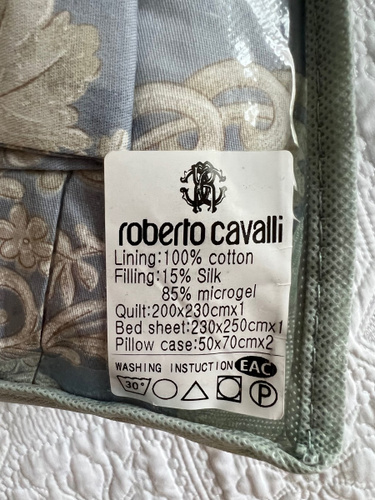 roberto cavalli
Lining:100% cotton
Filling:15% Silk
85% microgel
Quilt:200x230cmx1
Bed sheet:230x250cmx1
Pillow case:50x70cmx2
WASHING INSTUCTION EAC
30° P